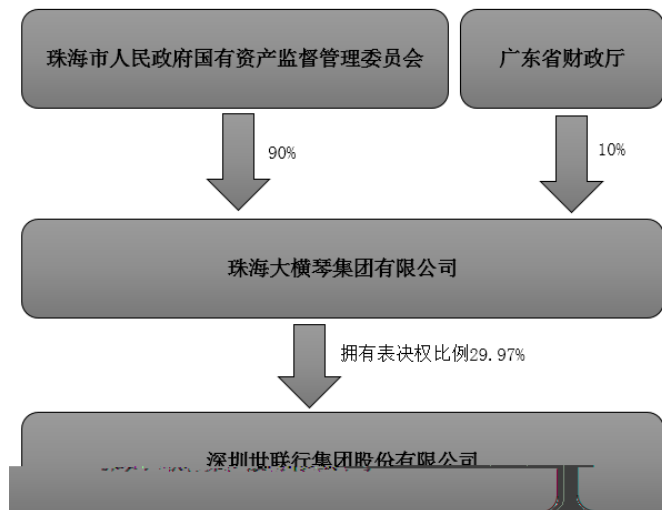 珠海市人民政府国有资产监督管理委员会
广东省财政厅
90%
10%
珠海大横琴集团有限公司
拥有表决权比例29.97%
深圳世联行集团股份有限公司